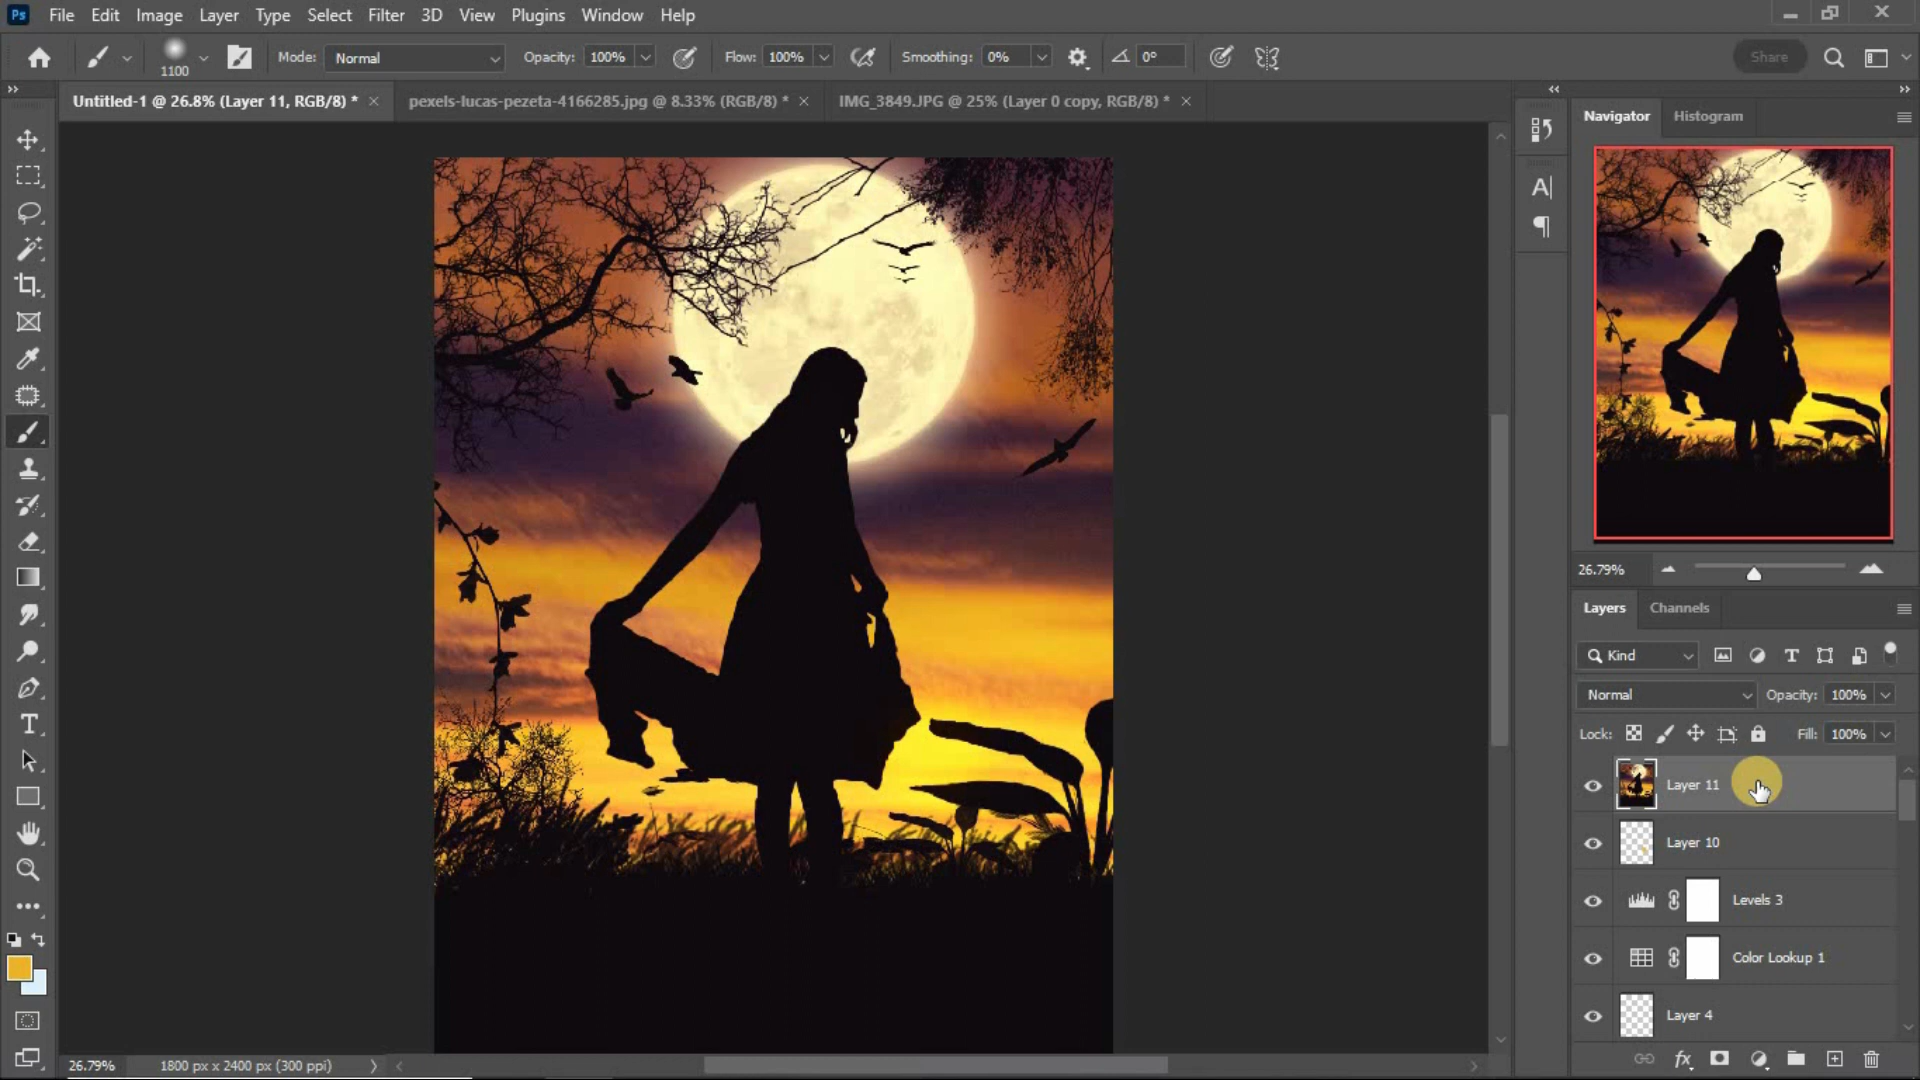 Ps File Edit Image Layer Type Select Filter 3D View Plugins Window Help
1100 Mode: Normal Opacity: 100% Flow: 100% Smoothing: 0% 0° Share
Untitled-1 @ 26.8% (Layer 11, RGB/8) * pexels-lucas-pezeta-4166285.jpg @ 8.33% (RGB/8) * IMG_3849.JPG @ 25% (Layer 0 copy, RGB/8) *
Navigator Histogram
26.79%
Layers Channels
Kind
Normal Opacity: 100%
Lock: Fill: 100%
Layer 11
Layer 10
Levels 3
Color Lookup 1
Layer 4
fx
26.79% 1800 px x 2400 px (300 ppi)